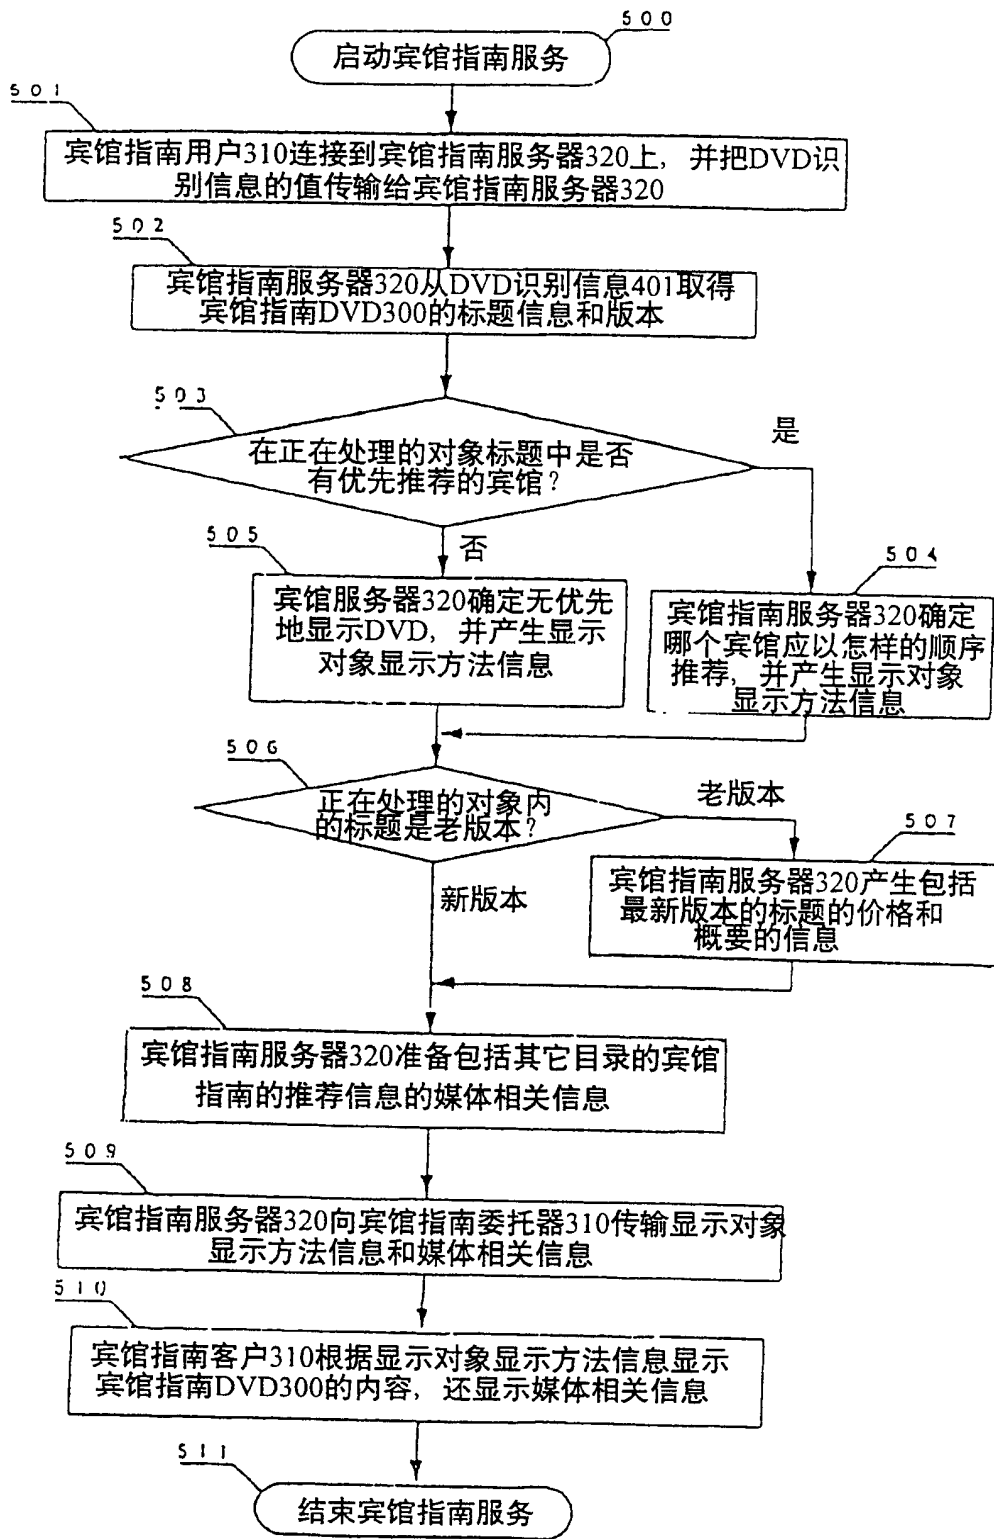 500
启动宾馆指南服务
501
宾馆指南用户310连接到宾馆指南服务器320上，并把DVD识
别信息的值传输给宾馆指南服务器320
502
宾馆指南服务器320从DVD识别信息401取得
宾馆指南DVD300的标题信息和版本
503
在正在处理的对象标题中是否
有优先推荐的宾馆？
是
否
505
宾馆服务器320确定无优先
地显示DVD，并产生显示
对象显示方法信息
504
宾馆指南服务器320确定
哪个宾馆应以怎样的顺序
推荐，并产生显示对象
显示方法信息
506
正在处理的对象内
的标题是老版本？
老版本
新版本
507
宾馆指南服务器320产生包括
最新版本的标题的价格和
概要的信息
508
宾馆指南服务器320准备包括其它目录的宾馆
指南的推荐信息的媒体相关信息
509
宾馆指南服务器320向宾馆指南委托器310传输显示对象
显示方法信息和媒体相关信息
510
宾馆指南客户310根据显示对象显示方法信息显示
宾馆指南DVD300的内容，还显示媒体相关信息
511
结束宾馆指南服务